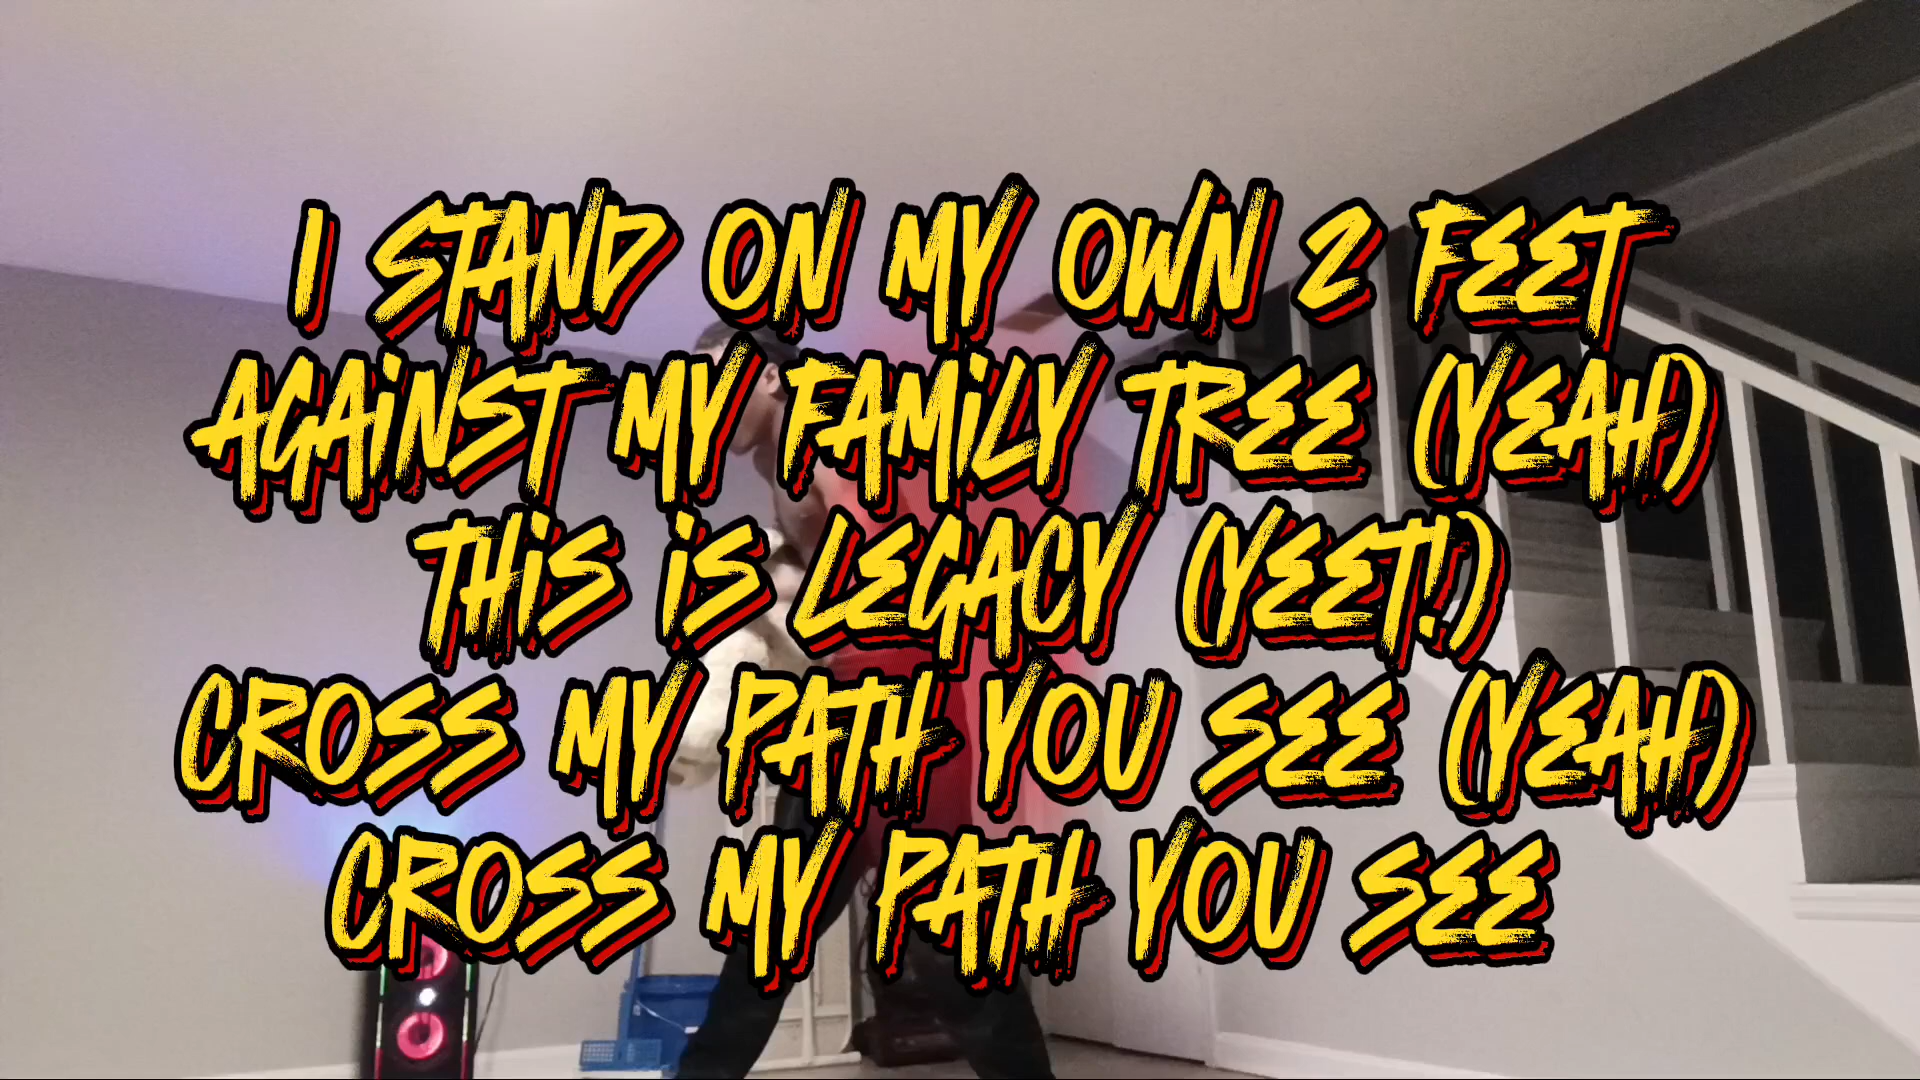 I STAND ON MY OWN 2 FEET
AGAINST MY FAMILY TREE (YEAH)
THIS IS LEGACY (YEET!)
CROSS MY PATH YOU SEE (YEAH)
CROSS MY PATH YOU SEE